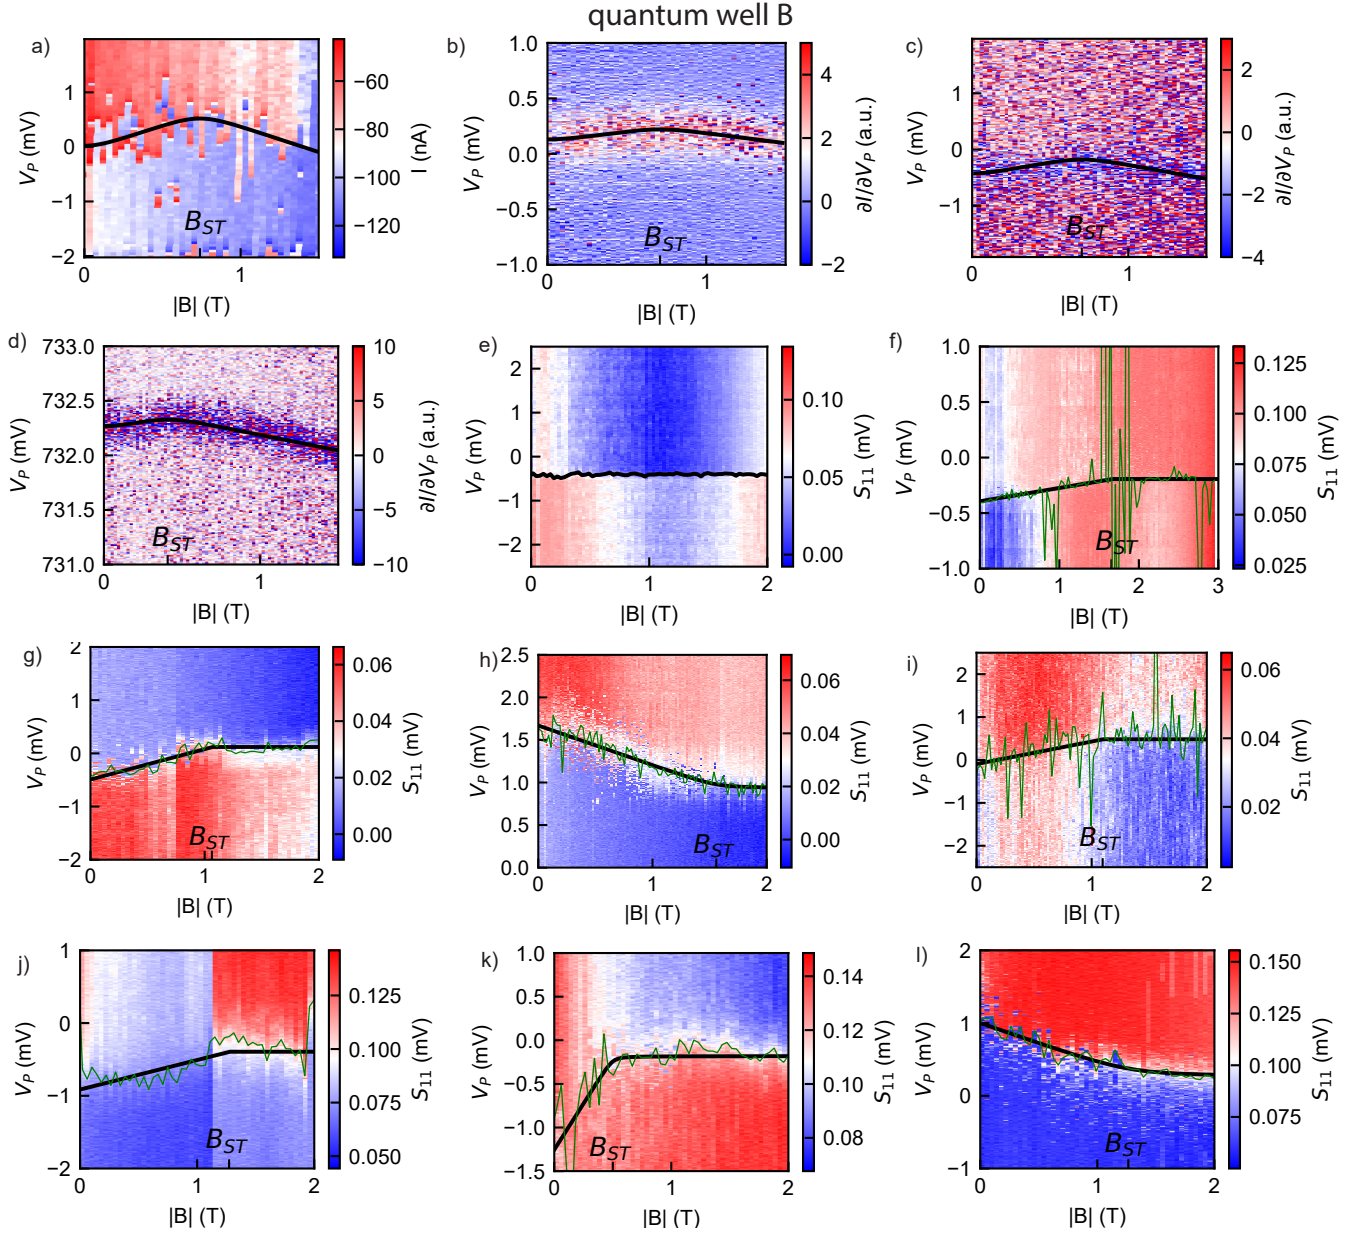 quantum well B
a)
1
0
−1
−2
V_P (mV)
B_ST
0
1
|B| (T)
−60
−80
−100
−120
I (nA)
b)
1.0
0.5
0.0
−0.5
−1.0
V_P (mV)
B_ST
0
1
|B| (T)
4
2
0
−2
∂I/∂V_P (a.u.)
c)
1
0
−1
V_P (mV)
B_ST
0
1
|B| (T)
2
0
−2
−4
∂I/∂V_P (a.u.)
d)
733.0
732.5
732.0
731.5
731.0
V_P (mV)
B_ST
0
1
|B| (T)
10
5
0
−5
−10
∂I/∂V_P (a.u.)
e)
2
1
0
−1
−2
V_P (mV)
0
1
2
|B| (T)
0.10
0.05
0.00
S_11 (mV)
f)
1.0
0.5
0.0
−0.5
−1.0
V_P (mV)
B_ST
0
1
2
3
|B| (T)
0.125
0.100
0.075
0.050
0.025
S_11 (mV)
g)
2
1
0
−1
−2
V_P (mV)
B_ST
0
1
2
|B| (T)
0.06
0.04
0.02
0.00
S_11 (mV)
h)
2.5
2.0
1.5
1.0
0.5
0.0
V_P (mV)
B_ST
0
1
2
|B| (T)
0.06
0.04
0.02
0.00
S_11 (mV)
i)
2
1
0
−1
−2
V_P (mV)
B_ST
0
1
2
|B| (T)
0.06
0.04
0.02
S_11 (mV)
j)
1
0
−1
−2
V_P (mV)
B_ST
0
1
2
|B| (T)
0.125
0.100
0.075
0.050
S_11 (mV)
k)
1.0
0.5
0.0
−0.5
−1.0
−1.5
V_P (mV)
B_ST
0
1
2
|B| (T)
0.14
0.12
0.10
0.08
S_11 (mV)
l)
2
1
0
−1
V_P (mV)
B_ST
0
1
2
|B| (T)
0.150
0.125
0.100
0.075
S_11 (mV)